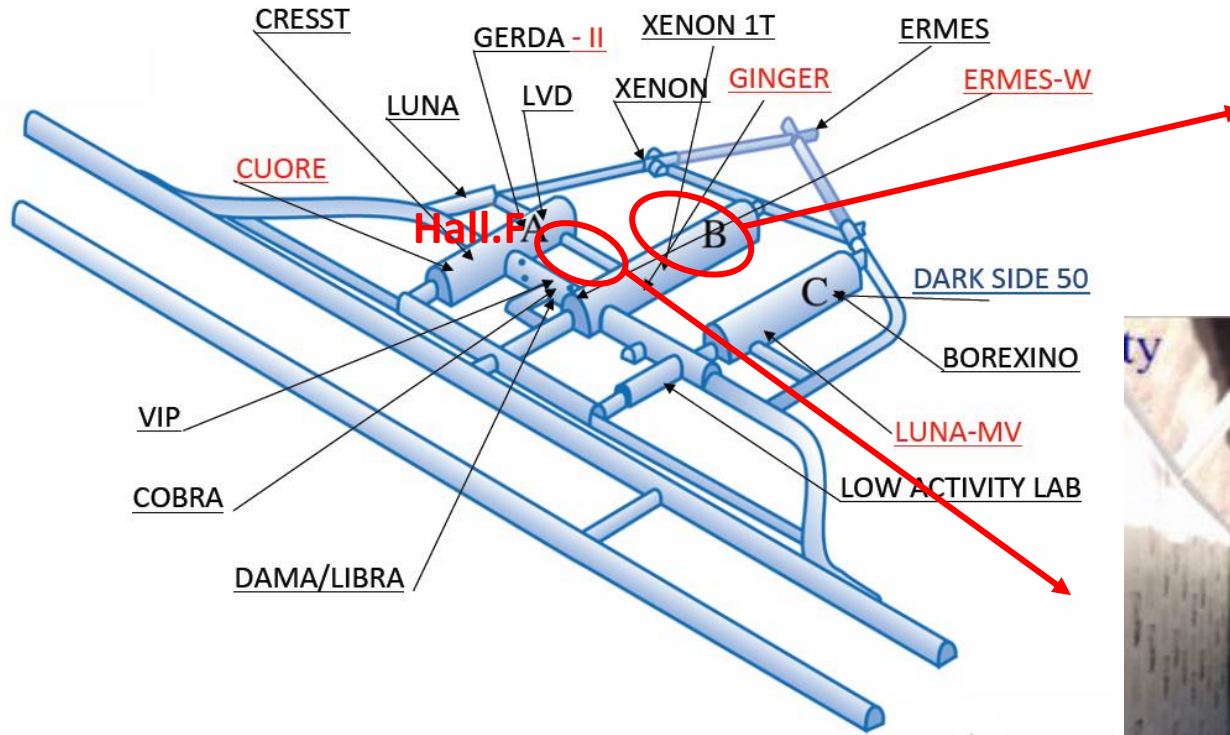 CRESST
GERDA - II
XENON 1T
ERMES
LUNA
LVD
XENON
GINGER
ERMES-W
CUORE
Hall.F
A
B
C
DARK SIDE 50
BOREXINO
ty
VIP
LUNA-MV
COBRA
LOW ACTIVITY LAB
DAMA/LIBRA